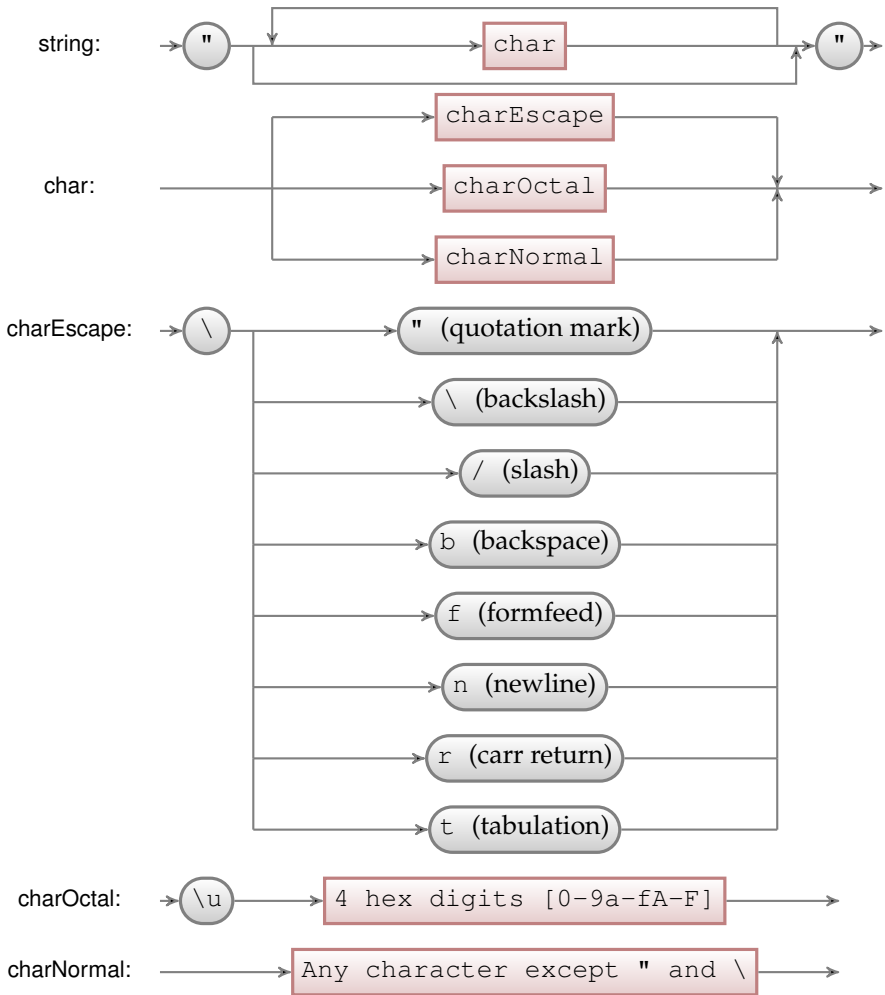 string: " char "
charEscape
char: charOctal
charNormal
charEscape: \ " (quotation mark)
\ (backslash)
/ (slash)
b (backspace)
f (formfeed)
n (newline)
r (carr return)
t (tabulation)
charOctal: \u 4 hex digits [0-9a-fA-F]
charNormal: Any character except " and \